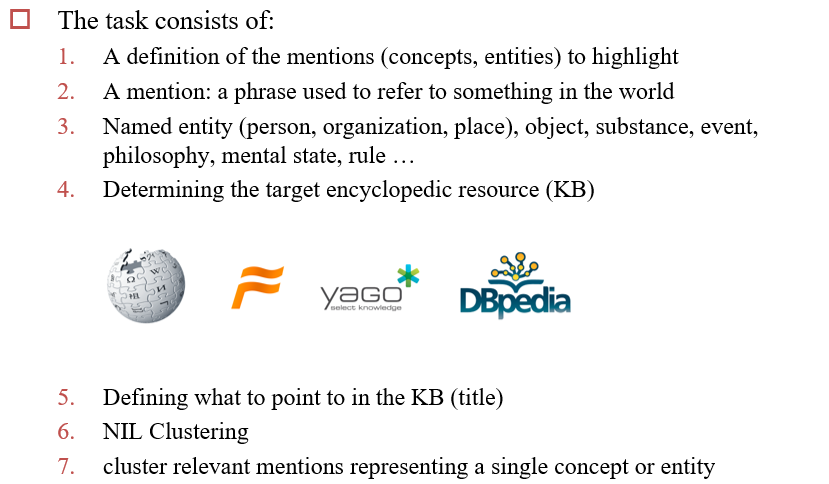 The task consists of:
1. A definition of the mentions (concepts, entities) to highlight
2. A mention: a phrase used to refer to something in the world
3. Named entity (person, organization, place), object, substance, event,
philosophy, mental state, rule …
4. Determining the target encyclopedic resource (KB)
yaGO
select knowledge
DBpedia
5. Defining what to point to in the KB (title)
6. NIL Clustering
7. cluster relevant mentions representing a single concept or entity